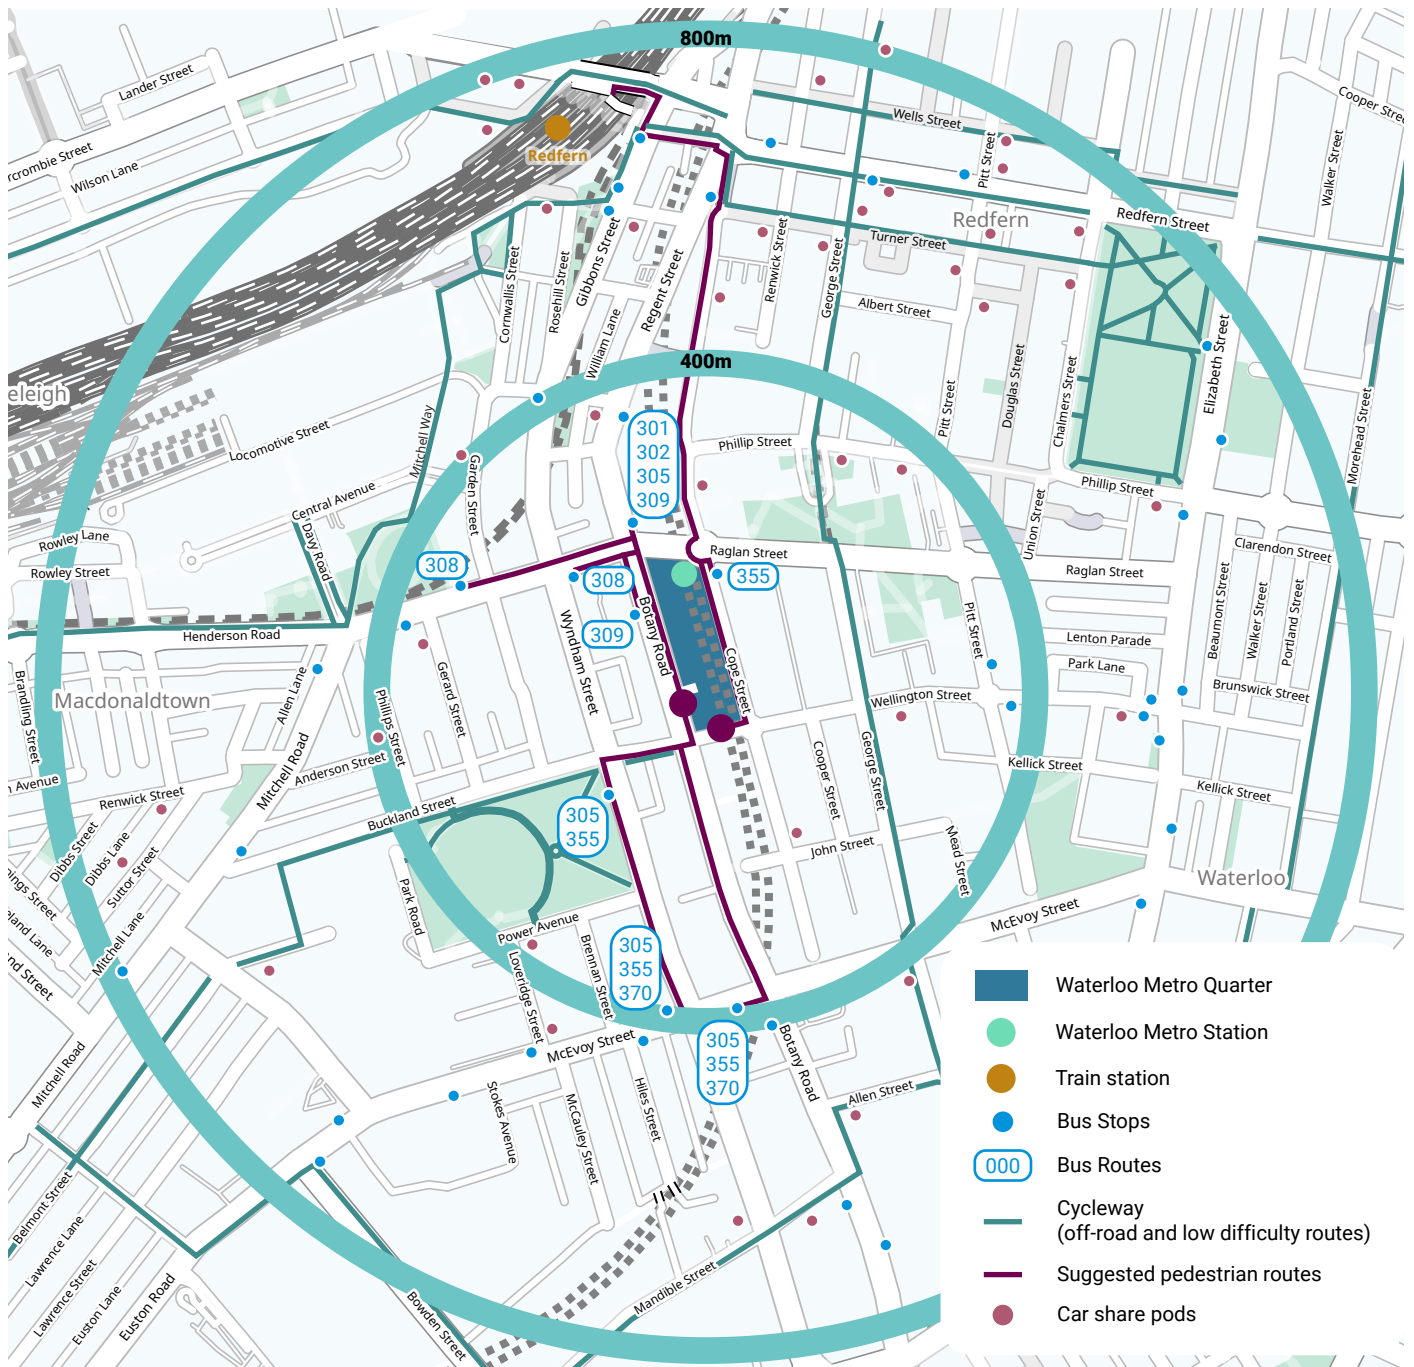 800m
Lander Street
Cooper Stree
Wells Street
rcrombie Street
Redfern
Pitt Street
Walker Street
Wilson Lane
Redfern
Redfern Street
Turner Street
Cornwallis Street
Rosehill Street
Gibbons Street
Regent Street
Renwick Street
George Street
Albert Street
William Lane
400m
eleigh
Elizabeth Street
Douglas Street
Chalmers Street
Pitt Street
Morehead Street
Locomotive Street
Mitchell Way
301
302
305
309
Phillip Street
Garden Street
Central Avenue
Phillip Street
Davy Road
Union Street
Rowley Lane
Rowley Street
308
Raglan Street
Clarendon Street
308
355
Raglan Street
Beaumont Street
Walker Street
Portland Street
Henderson Road
309
Botany Road
Wyndham Street
Pitt Street
Lenton Parade
Park Lane
Cope Street
Macdonaldtown
Brandling Street
Allen Lane
Gerard Street
Phillips Street
Wellington Street
Brunswick Street
Mitchell Road
Anderson Street
Cooper Street
George Street
Kellick Street
n Avenue
Renwick Street
Kellick Street
Buckland Street
305
355
Dibbs Street
Dibbs Lane
Suttor Street
John Street
Mead Street
Waterloo
pings Street
eland Lane
nd Street
Mitchell Lane
Park Road
Power Avenue
McEvoy Street
Loveridge Street
Brennan Street
305
355
370
McEvoy Street
305
355
370
Botany Road
Mitchell Road
Stokes Avenue
McCauley Street
Hiles Street
Allen Street
Belmont Street
Lawrence Lane
Lawrence Street
Euston Lane
Euston Road
Bowden Street
Mandible Street
Waterloo Metro Quarter
Waterloo Metro Station
Train station
Bus Stops
000
Bus Routes
Cycleway
(off-road and low difficulty routes)
Suggested pedestrian routes
Car share pods